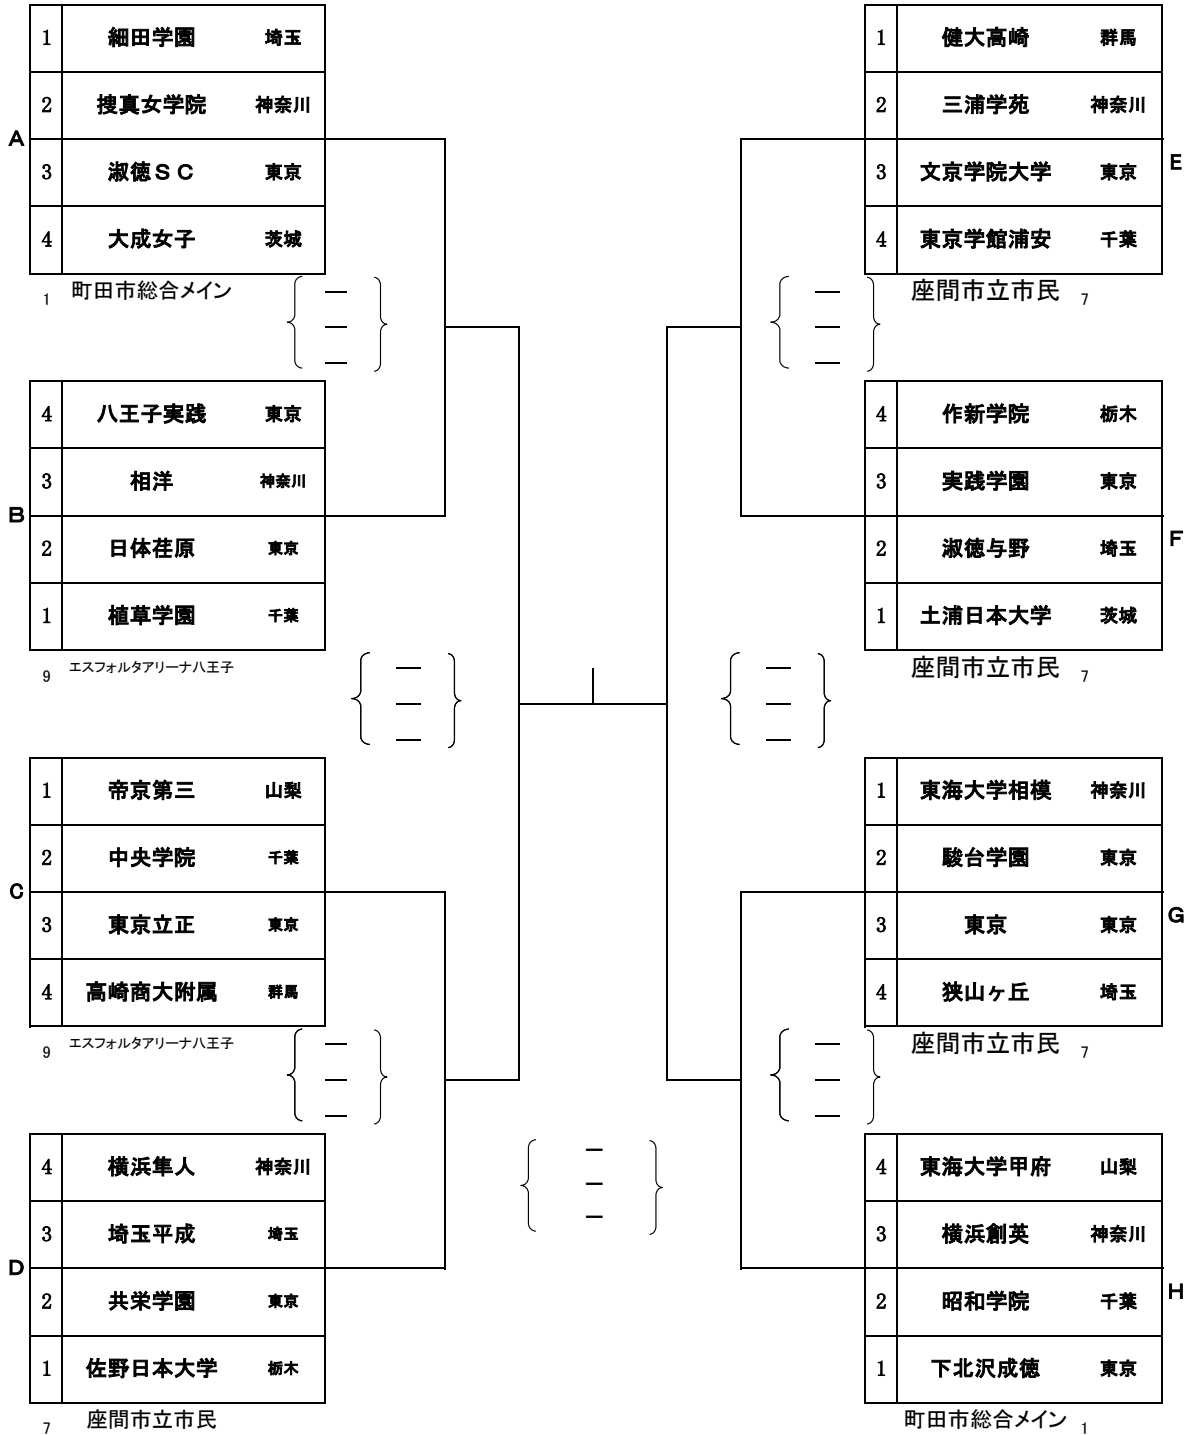 A
1 細田学園 埼玉
2 捜真女学院 神奈川
3 淑徳ＳＣ 東京
4 大成女子 茨城
1 町田市総合メイン
B
4 八王子実践 東京
3 相洋 神奈川
2 日体荏原 東京
1 植草学園 千葉
9 エスフォルタアリーナ八王子
C
1 帝京第三 山梨
2 中央学院 千葉
3 東京立正 東京
4 高崎商大附属 群馬
9 エスフォルタアリーナ八王子
D
4 横浜隼人 神奈川
3 埼玉平成 埼玉
2 共栄学園 東京
1 佐野日本大学 栃木
7 座間市立市民
E
1 健大高崎 群馬
2 三浦学苑 神奈川
3 文京学院大学 東京
4 東京学館浦安 千葉
座間市立市民 7
F
4 作新学院 栃木
3 実践学園 東京
2 淑徳与野 埼玉
1 土浦日本大学 茨城
座間市立市民 7
G
1 東海大学相模 神奈川
2 駿台学園 東京
3 東京 東京
4 狭山ヶ丘 埼玉
座間市立市民 7
H
4 東海大学甲府 山梨
3 横浜創英 神奈川
2 昭和学院 千葉
1 下北沢成徳 東京
町田市総合メイン 1